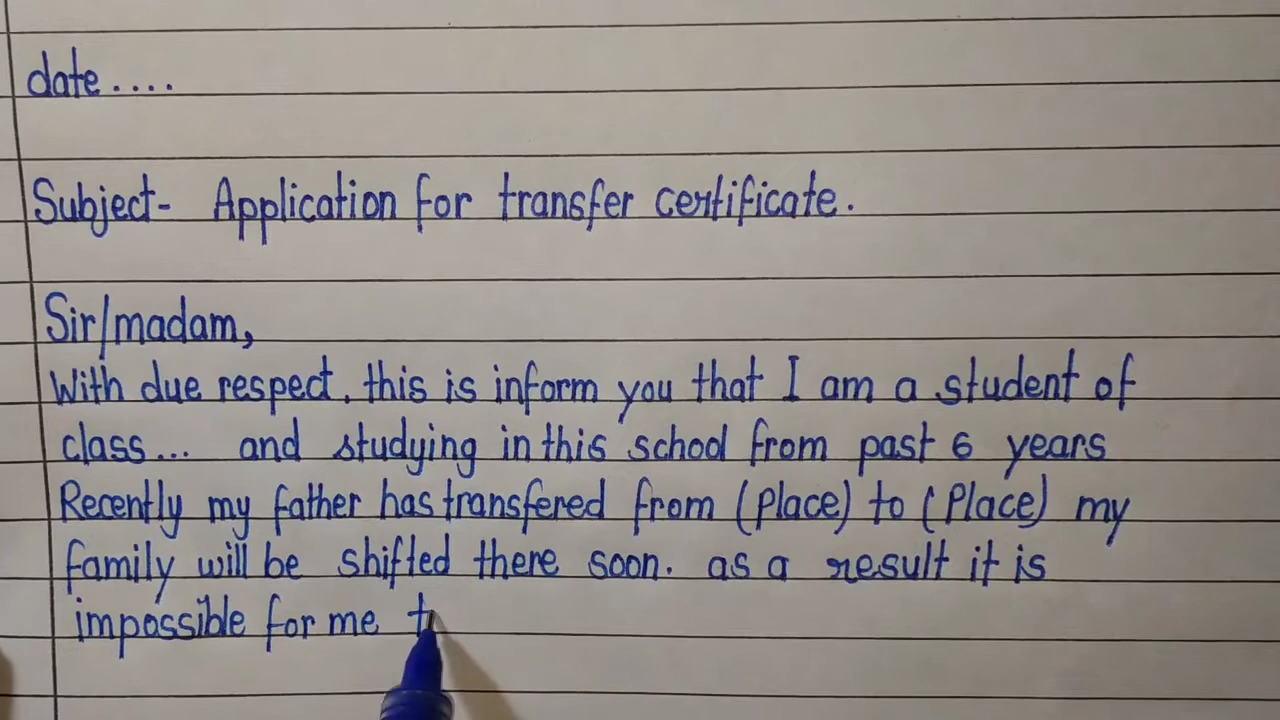 date....
Subject- Application for transfer certificate.
Sir/madam,
With due respect, this is inform you that I am a student of
class... and studying in this school from past 6 years
Recently my father has transfered from (place) to (Place) my
family will be shifted there soon. as a result it is
impossible for me t